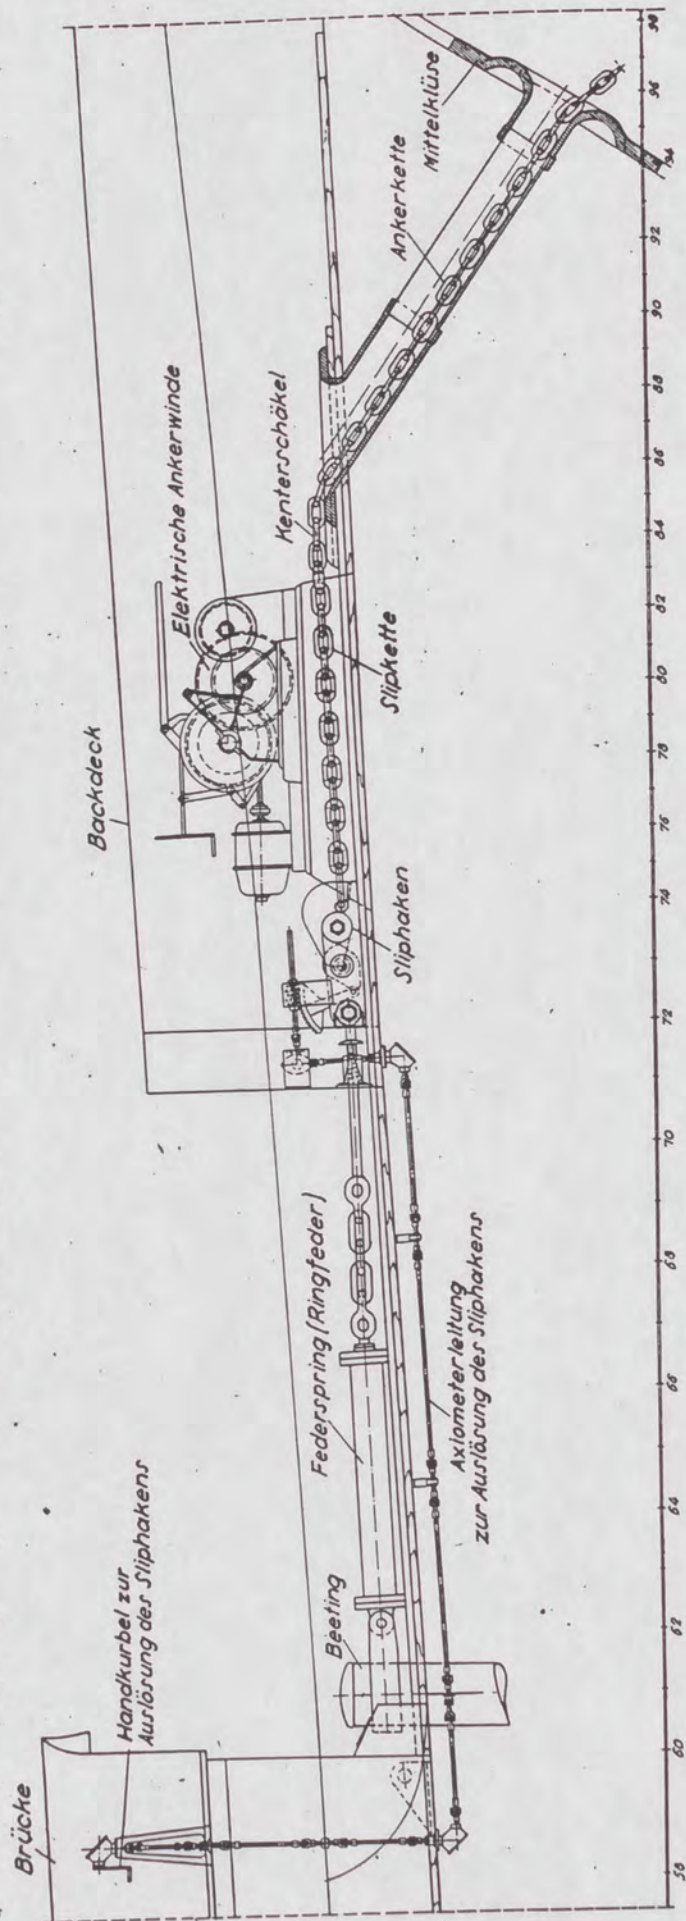 Brücke
Handkurbel zur
Auslösung des Sliphakens
Beeting
Federspring (Ringfeder)
Axiometerleitung
zur Auslösung des Sliphakens
Backdeck
Sliphaken
Elektrische Ankerwinde
Slipkette
Kenterschäkel
Ankerkette
Mittelklüse
58 60 62 64 66 68 70 72 74 76 78 80 82 84 86 88 90 92 94 96 98